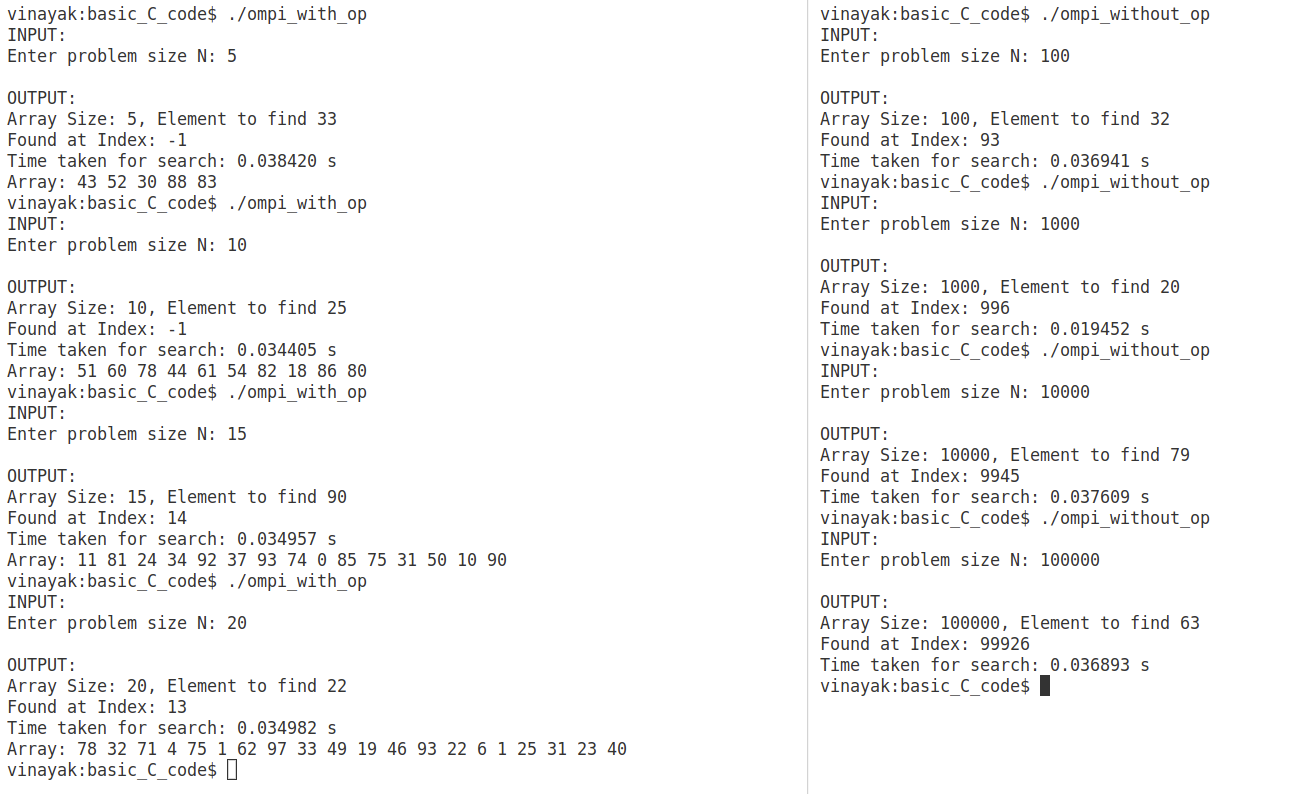 vinayak:basic_C_code$ ./ompi_with_op
INPUT:
Enter problem size N: 5
OUTPUT:
Array Size: 5, Element to find 33
Found at Index: -1
Time taken for search: 0.038420 s
Array: 43 52 30 88 83
vinayak:basic_C_code$ ./ompi_with_op
INPUT:
Enter problem size N: 10
OUTPUT:
Array Size: 10, Element to find 25
Found at Index: -1
Time taken for search: 0.034405 s
Array: 51 60 78 44 61 54 82 18 86 80
vinayak:basic_C_code$ ./ompi_with_op
INPUT:
Enter problem size N: 15
OUTPUT:
Array Size: 15, Element to find 90
Found at Index: 14
Time taken for search: 0.034957 s
Array: 11 81 24 34 92 37 93 74 0 85 75 31 50 10 90
vinayak:basic_C_code$ ./ompi_with_op
INPUT:
Enter problem size N: 20
OUTPUT:
Array Size: 20, Element to find 22
Found at Index: 13
Time taken for search: 0.034982 s
Array: 78 32 71 4 75 1 62 97 33 49 19 46 93 22 6 1 25 31 23 40
vinayak:basic_C_code$
vinayak:basic_C_code$ ./ompi_without_op
INPUT:
Enter problem size N: 100
OUTPUT:
Array Size: 100, Element to find 32
Found at Index: 93
Time taken for search: 0.036941 s
vinayak:basic_C_code$ ./ompi_without_op
INPUT:
Enter problem size N: 1000
OUTPUT:
Array Size: 1000, Element to find 20
Found at Index: 996
Time taken for search: 0.019452 s
vinayak:basic_C_code$ ./ompi_without_op
INPUT:
Enter problem size N: 10000
OUTPUT:
Array Size: 10000, Element to find 79
Found at Index: 9945
Time taken for search: 0.037609 s
vinayak:basic_C_code$ ./ompi_without_op
INPUT:
Enter problem size N: 100000
OUTPUT:
Array Size: 100000, Element to find 63
Found at Index: 99926
Time taken for search: 0.036893 s
vinayak:basic_C_code$